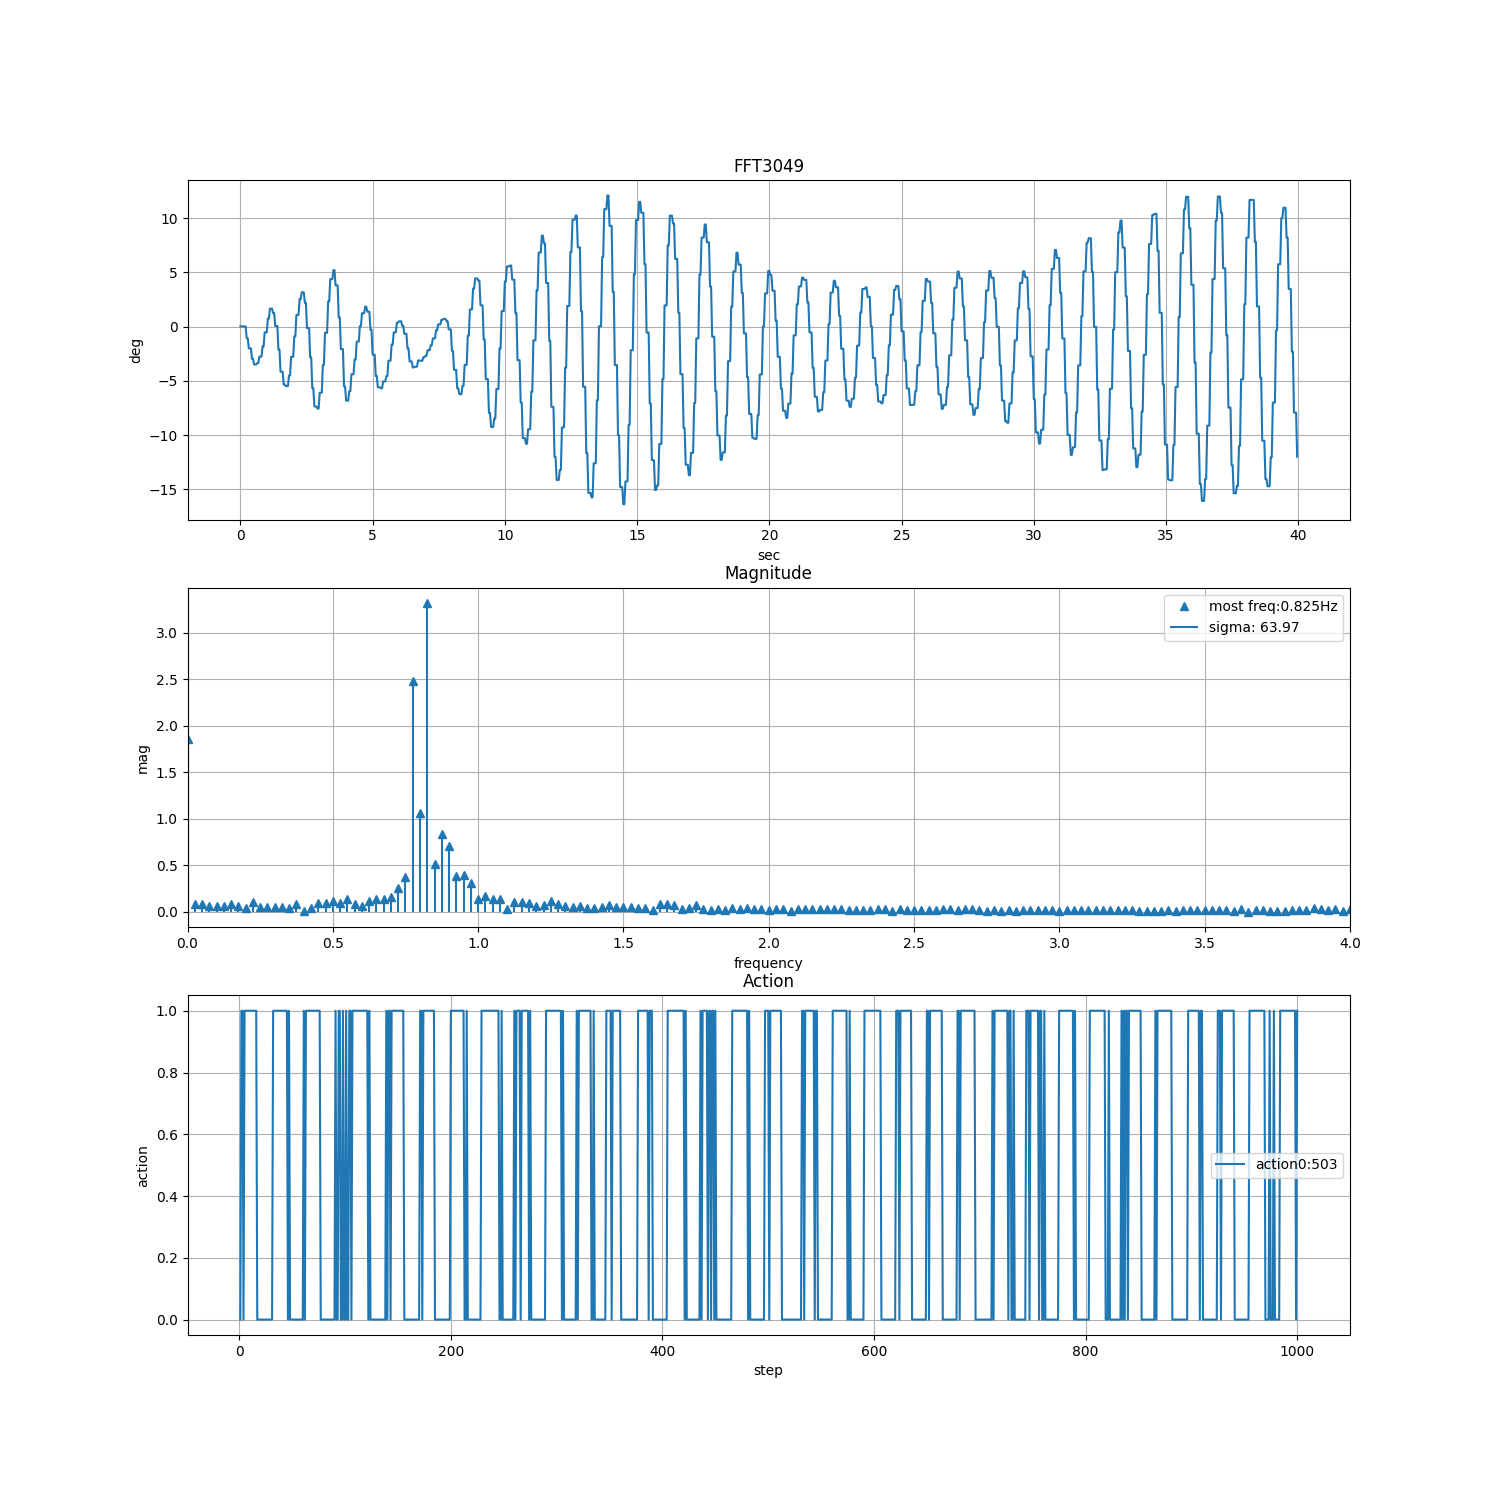 FFT3049
10
5
0
−5
−10
−15
deg
0 5 10 15 20 25 30 35 40
sec
Magnitude
most freq:0.825Hz
sigma: 63.97
3.0
2.5
2.0
1.5
1.0
0.5
0.0
mag
0.0 0.5 1.0 1.5 2.0 2.5 3.0 3.5 4.0
frequency
Action
1.0
0.8
0.6
0.4
0.2
0.0
action
action0:503
0 200 400 600 800 1000
step